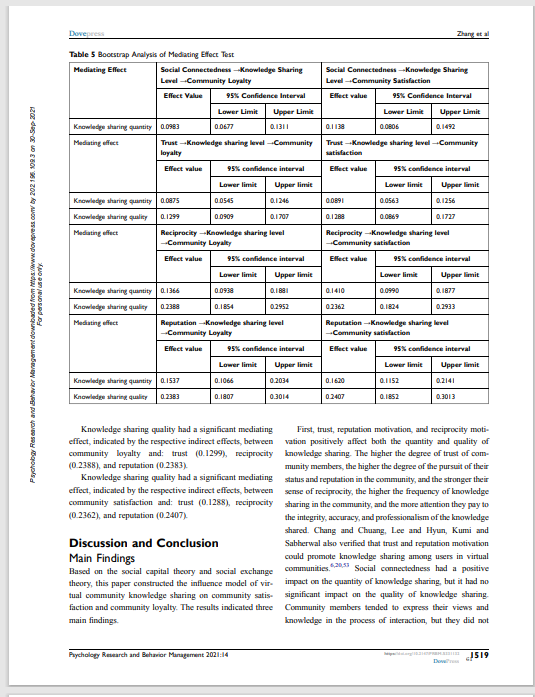 Dovepress
Zhang et al
Table 5 Bootstrap Analysis of Mediating Effect Test
Mediating Effect
Social Connectedness →Knowledge Sharing
Level →Community Loyalty
Social Connectedness →Knowledge Sharing
Level →Community Satisfaction
Effect Value
95% Confidence Interval
Effect Value
95% Confidence Interval
Lower Limit
Upper Limit
Lower Limit
Upper Limit
Knowledge sharing quantity
0.0983
0.0677
0.1311
0.1138
0.0806
0.1492
Mediating effect
Trust →Knowledge sharing level →Community
loyalty
Trust →Knowledge sharing level →Community
satisfaction
Effect value
95% confidence interval
Effect value
95% confidence interval
Lower limit
Upper limit
Lower limit
Upper limit
Knowledge sharing quantity
0.0875
0.0545
0.1246
0.0891
0.0563
0.1256
Knowledge sharing quality
0.1299
0.0909
0.1707
0.1288
0.0869
0.1727
Mediating effect
Reciprocity →Knowledge sharing level
→Community Loyalty
Reciprocity →Knowledge sharing level
→Community satisfaction
Effect value
95% confidence interval
Effect value
95% confidence interval
Lower limit
Upper limit
Lower limit
Upper limit
Knowledge sharing quantity
0.1366
0.0938
0.1881
0.1410
0.0990
0.1877
Knowledge sharing quality
0.2388
0.1854
0.2952
0.2362
0.1824
0.2933
Mediating effect
Reputation →Knowledge sharing level
→Community Loyalty
Reputation →Knowledge sharing level
→Community satisfaction
Effect value
95% confidence interval
Effect value
95% confidence interval
Lower limit
Upper limit
Lower limit
Upper limit
Knowledge sharing quantity
0.1537
0.1066
0.2034
0.1620
0.1152
0.2141
Knowledge sharing quality
0.2383
0.1807
0.3014
0.2407
0.1852
0.3013
Knowledge sharing quality had a significant mediating
effect, indicated by the respective indirect effects, between
community loyalty and: trust (0.1299), reciprocity
(0.2388), and reputation (0.2383).
Knowledge sharing quality had a significant mediating
effect, indicated by the respective indirect effects, between
community satisfaction and: trust (0.1288), reciprocity
(0.2362), and reputation (0.2407).
Discussion and Conclusion
Main Findings
Based on the social capital theory and social exchange
theory, this paper constructed the influence model of vir-
tual community knowledge sharing on community satis-
faction and community loyalty. The results indicated three
main findings.
First, trust, reputation motivation, and reciprocity moti-
vation positively affect both the quantity and quality of
knowledge sharing. The higher the degree of trust of com-
munity members, the higher the degree of the pursuit of their
status and reputation in the community, and the stronger their
sense of reciprocity, the higher the frequency of knowledge
sharing in the community, and the more attention they pay to
the integrity, accuracy, and professionalism of the knowledge
shared. Chang and Chuang, Lee and Hyun, Kumi and
Sabherwal also verified that trust and reputation motivation
could promote knowledge sharing among users in virtual
communities.6,20,53 Social connectedness had a positive
impact on the quantity of knowledge sharing, but it had no
significant impact on the quality of knowledge sharing.
Community members tended to express their views and
knowledge in the process of interaction, but they did not
Psychology Research and Behavior Management 2021:14
1519
DovePress
Psychology Research and Behavior Management downloaded from https://www.dovepress.com/ by 202.195.109.3 on 30-Sep-2021
For personal use only.